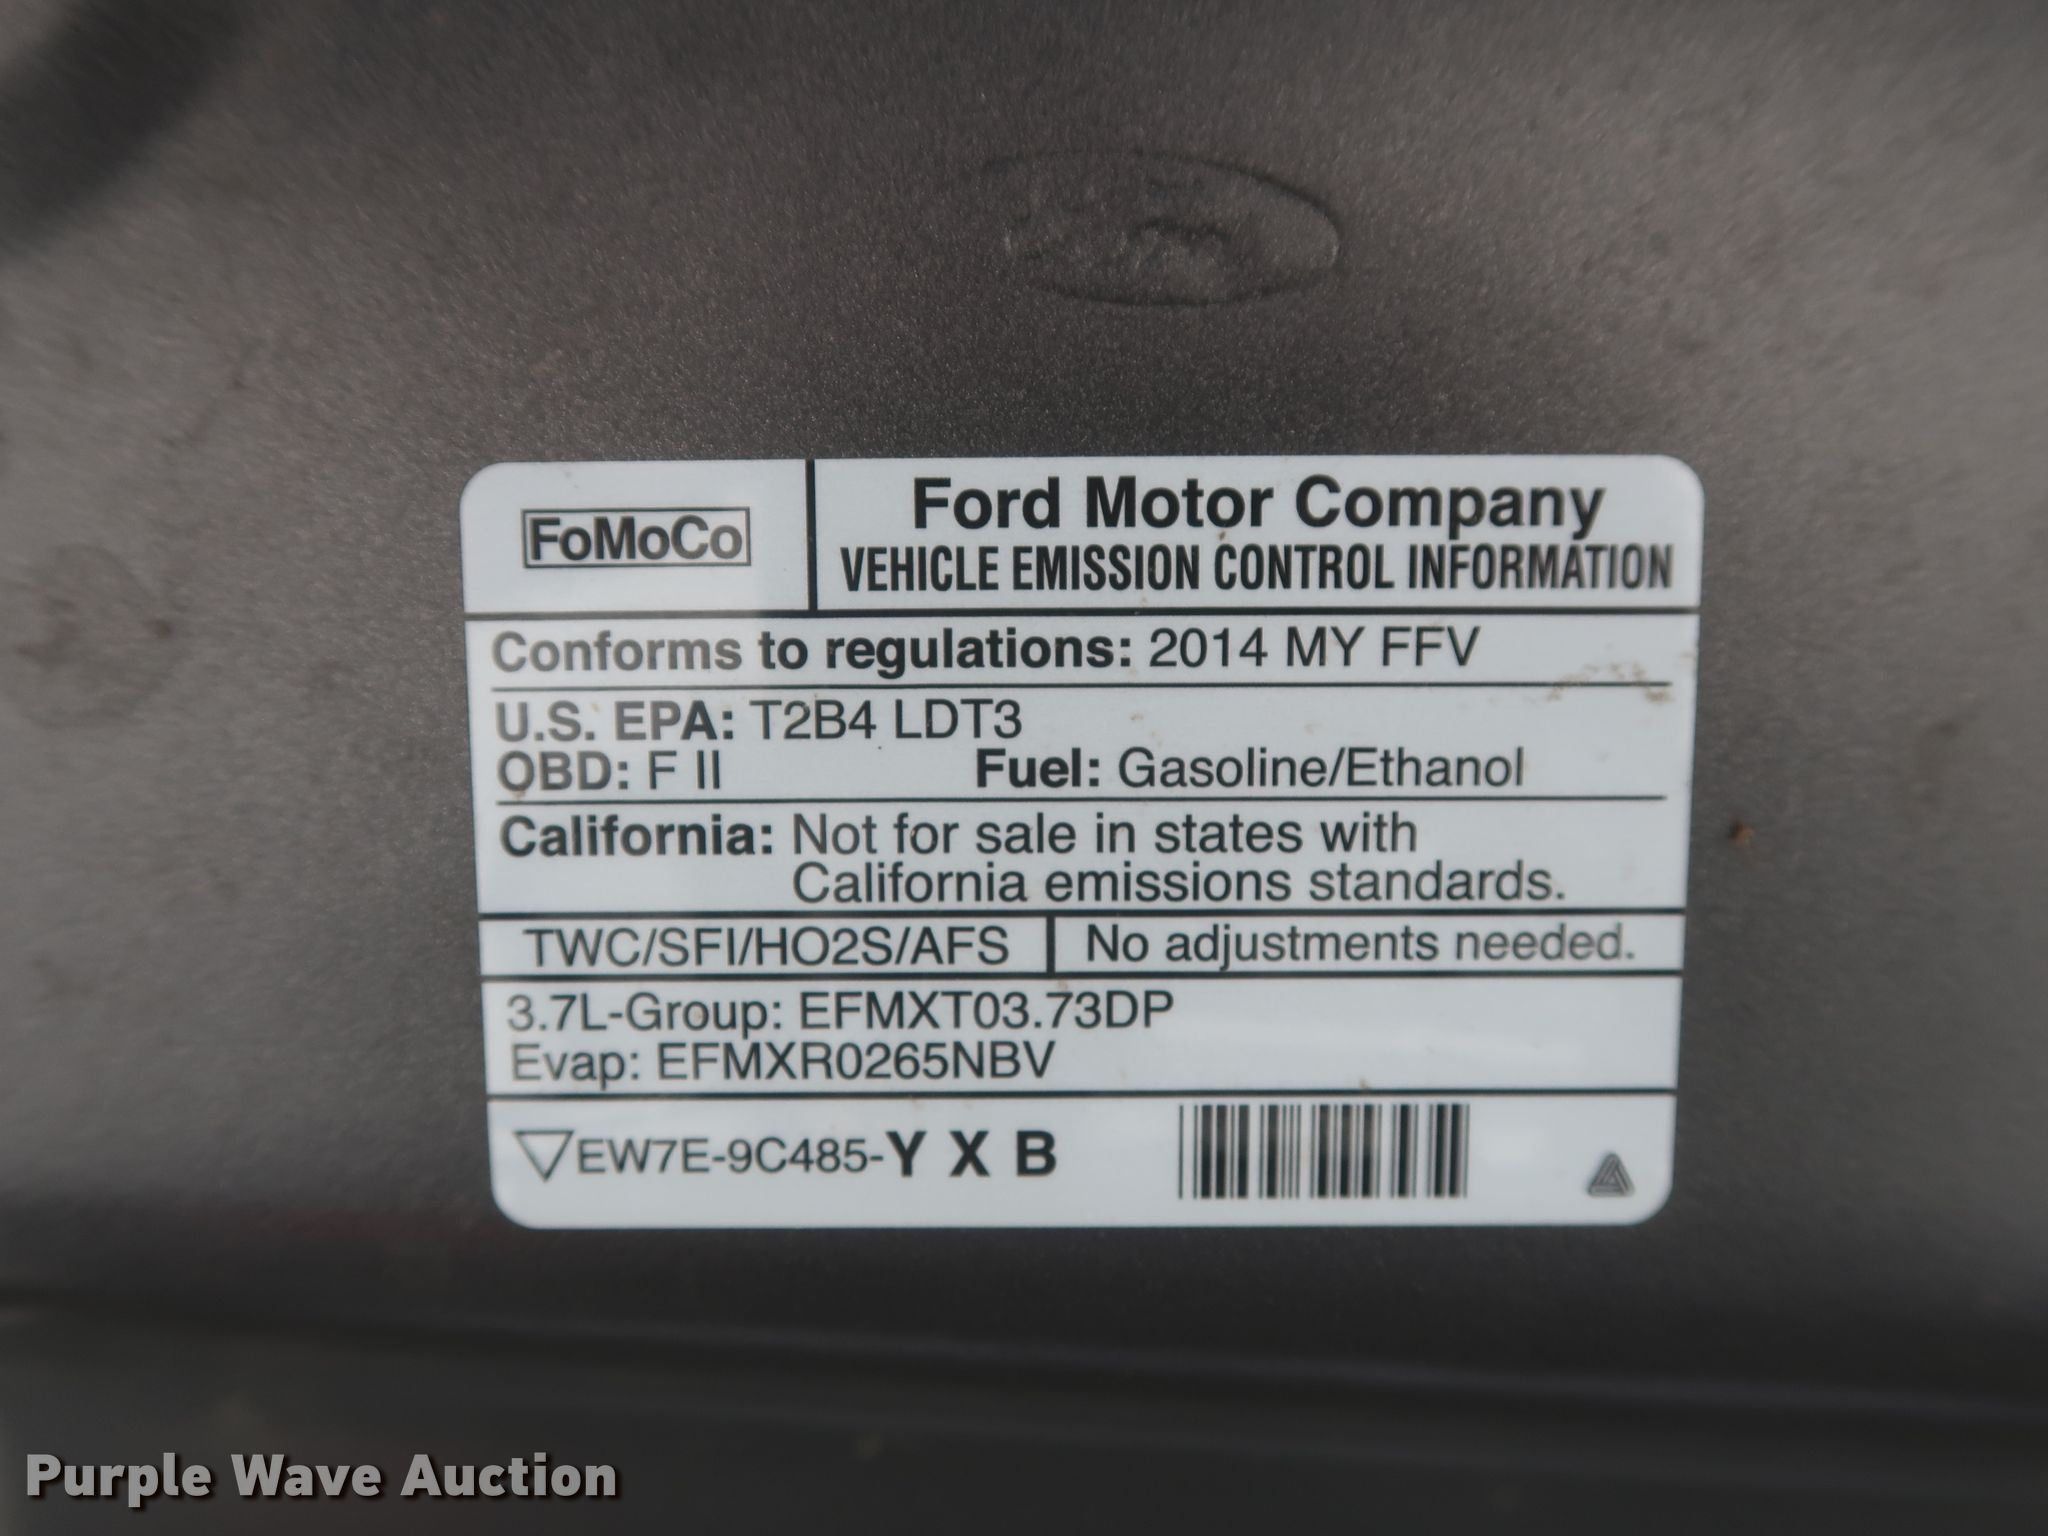 FoMoCo
Ford Motor Company
VEHICLE EMISSION CONTROL INFORMATION
Conforms to regulations: 2014 MY FFV
U.S. EPA: T2B4 LDT3
OBD: F II Fuel: Gasoline/Ethanol
California: Not for sale in states with
California emissions standards.
TWC/SFI/HO2S/AFS
No adjustments needed.
3.7L-Group: EFMXT03.73DP
Evap: EFMXR0265NBV
EW7E-9C485-Y X B
Purple Wave Auction